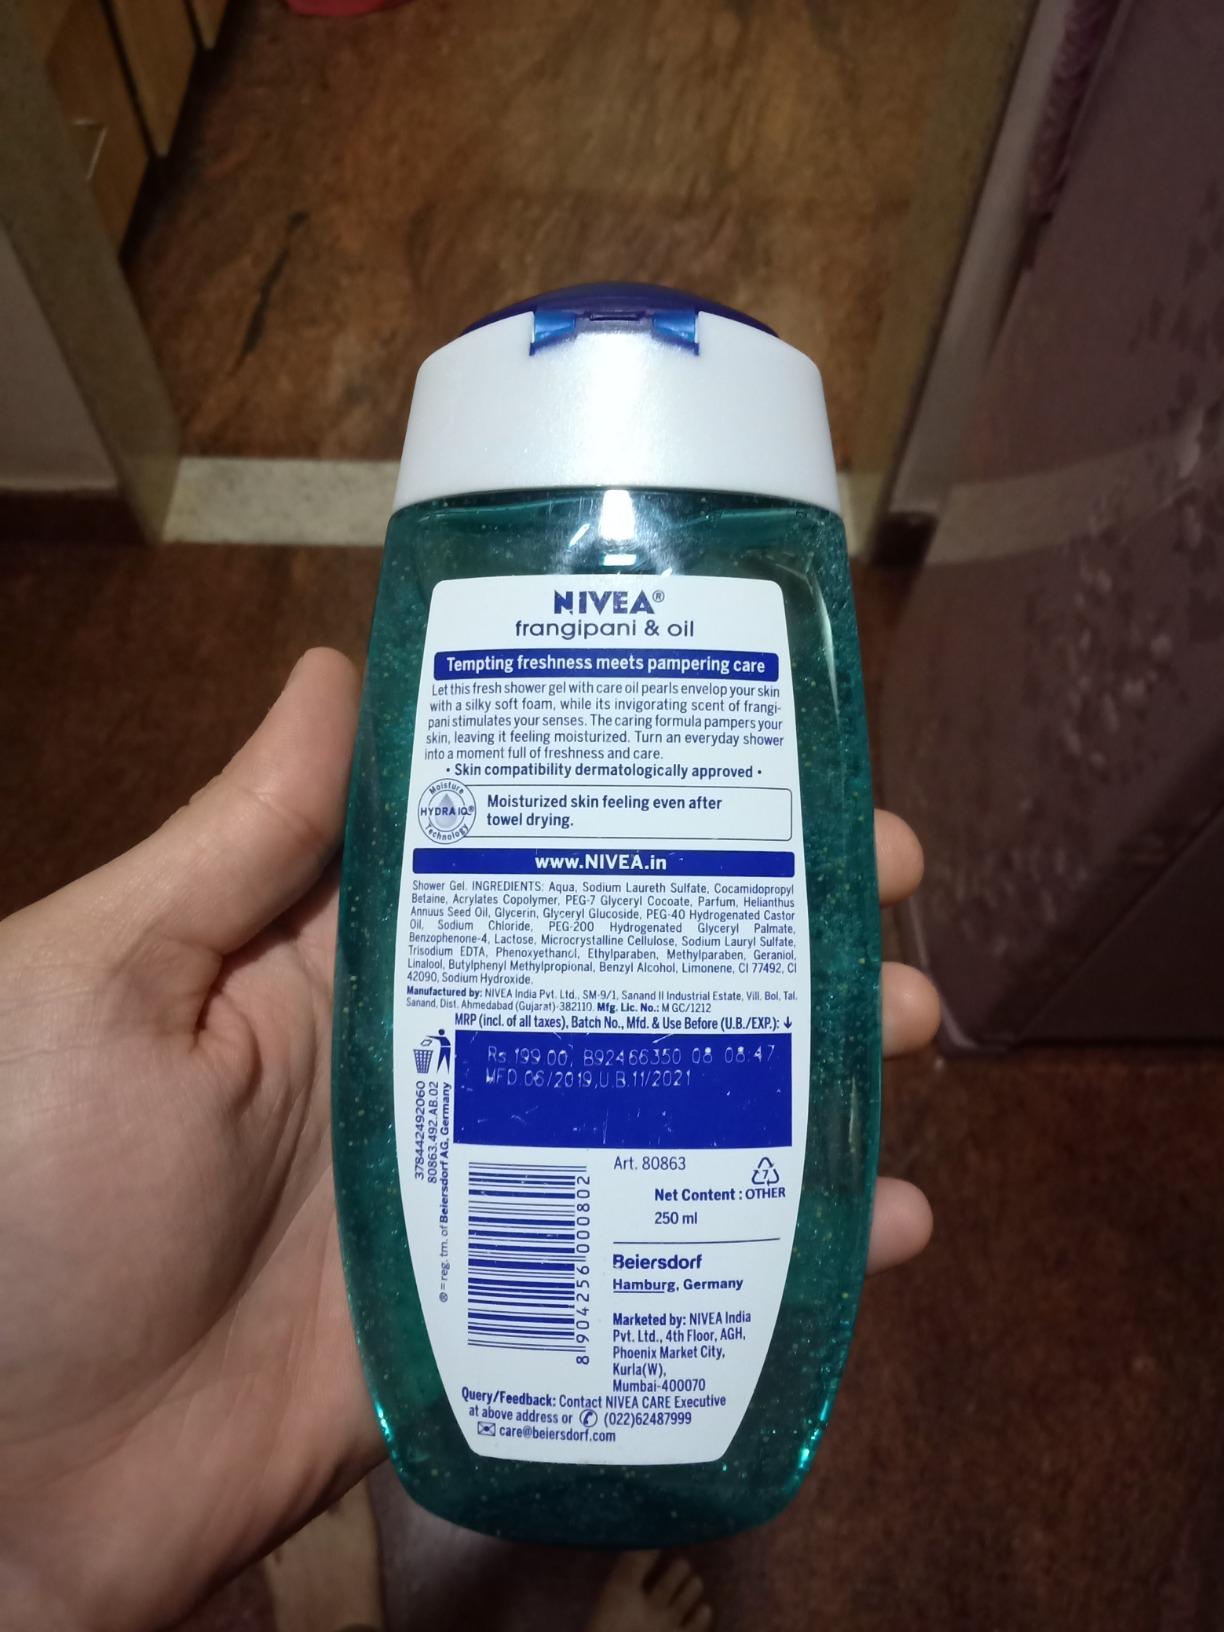 NIVEA®
frangipani & oil
Tempting freshness meets pampering care
Let this fresh shower gel with care oil pearls envelop your skin
with a silky soft foam, while its invigorating scent of frangi-
pani stimulates your senses. The caring formula pampers your
skin, leaving it feeling moisturized. Turn an everyday shower
into a moment full of freshness and care.
• Skin compatibility dermatologically approved •
Moisture
HYDRA IQ®
Technology
Moisturized skin feeling even after
towel drying.
www.NIVEA.in
Shower Gel. INGREDIENTS: Aqua, Sodium Laureth Sulfate, Cocamidopropyl
Betaine, Acrylates Copolymer, PEG-7 Glyceryl Cocoate, Parfum, Helianthus
Annuus Seed Oil, Glycerin, Glyceryl Glucoside, PEG-40 Hydrogenated Castor
Oil, Sodium Chloride, PEG-200 Hydrogenated Glyceryl Palmate,
Benzophenone-4, Lactose, Microcrystalline Cellulose, Sodium Lauryl Sulfate,
Trisodium EDTA, Phenoxyethanol, Ethylparaben, Methylparaben, Geraniol,
Linalool, Butylphenyl Methylpropional, Benzyl Alcohol, Limonene, CI 77492, CI
42090, Sodium Hydroxide.
Manufactured by: NIVEA India Pvt. Ltd., SM-9/1, Sanand II Industrial Estate, Vill. Bol, Tal.
Sanand, Dist. Ahmedabad (Gujarat)-382110. Mfg. Lic. No.: M GC/1212
MRP (incl. of all taxes), Batch No., Mfd. & Use Before (U.B./EXP.): ↓
Rs.199.00, B92466350 08 08:47
MFD.06/2019,U.B.11/2021
378442492060
80863.492.AB.02
® = reg. tm. of Beiersdorf AG, Germany
8 904256 000802
Art. 80863
7
Net Content : OTHER
250 ml
Beiersdorf
Hamburg, Germany
Marketed by: NIVEA India
Pvt. Ltd., 4th Floor, AGH,
Phoenix Market City,
Kurla(W),
Mumbai-400070
Query/Feedback: Contact NIVEA CARE Executive
at above address or (022)62487999
care@beiersdorf.com